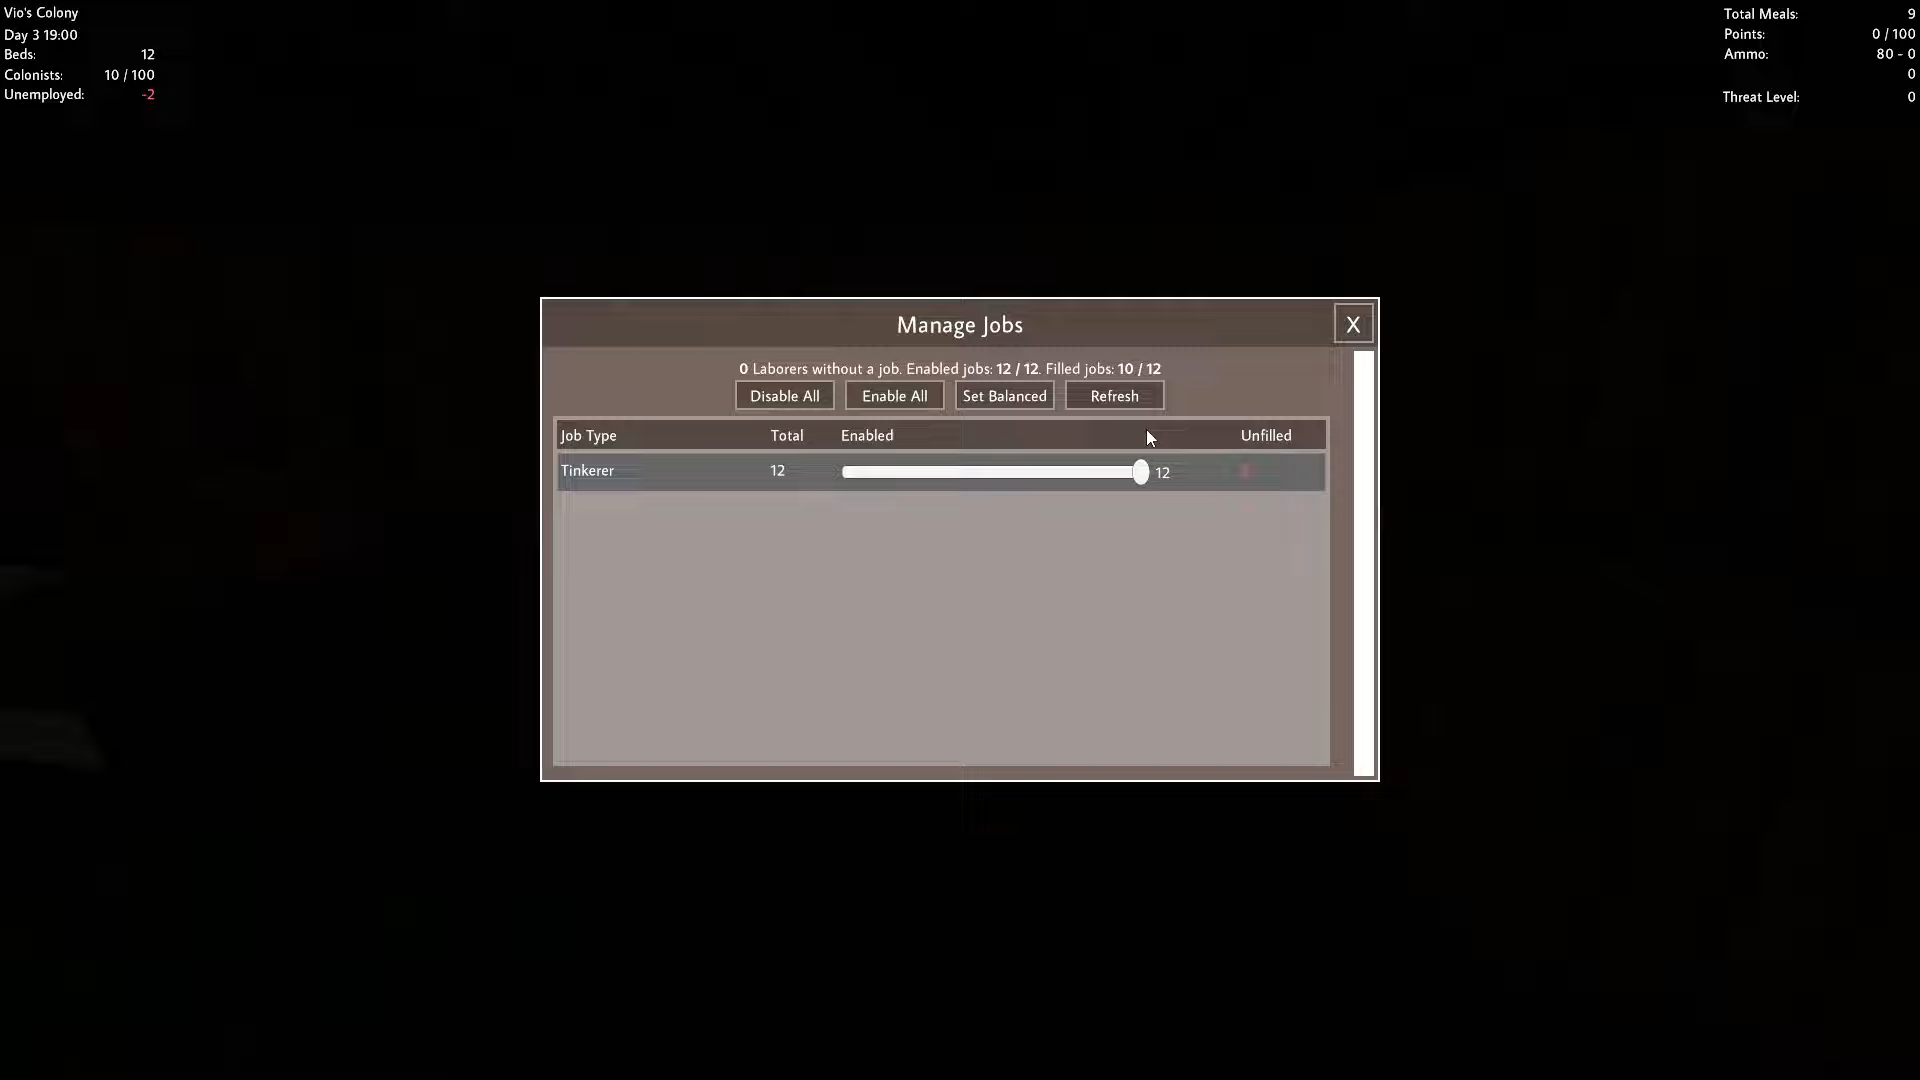 Vio's Colony
Day 3 19:00
Beds: 12
Colonists: 10 / 100
Unemployed: -2
Total Meals: 9
Points: 0 / 100
Ammo: 80 - 0
0
Threat Level: 0
Manage Jobs
X
0 Laborers without a job. Enabled jobs: 12 / 12. Filled jobs: 10 / 12
Disable All Enable All Set Balanced Refresh
Job Type Total Enabled Unfilled
Tinkerer 12 12